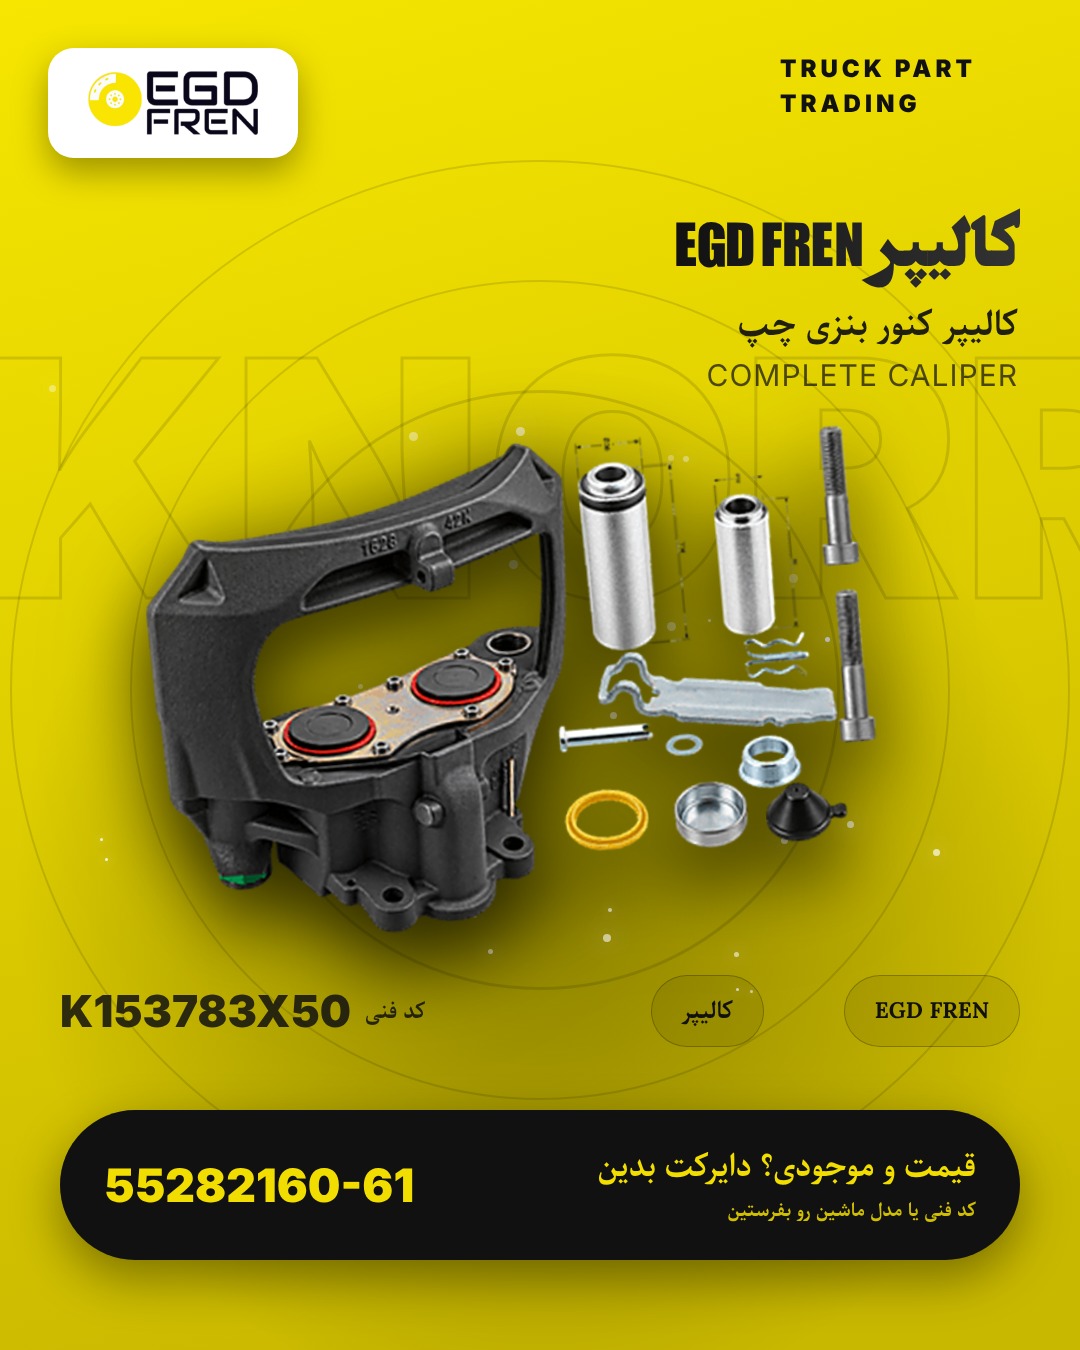 EGD
FREN
TRUCK PART
TRADING
کالیپر EGD FREN
کالیپر کنور بنزی چپ
COMPLETE CALIPER
KNORR
1626 42N
K153783X50 کد فنی
کالیپر
EGD FREN
قیمت و موجودی؟ دایرکت بدین
کد فنی یا مدل ماشین رو بفرستین
55282160-61